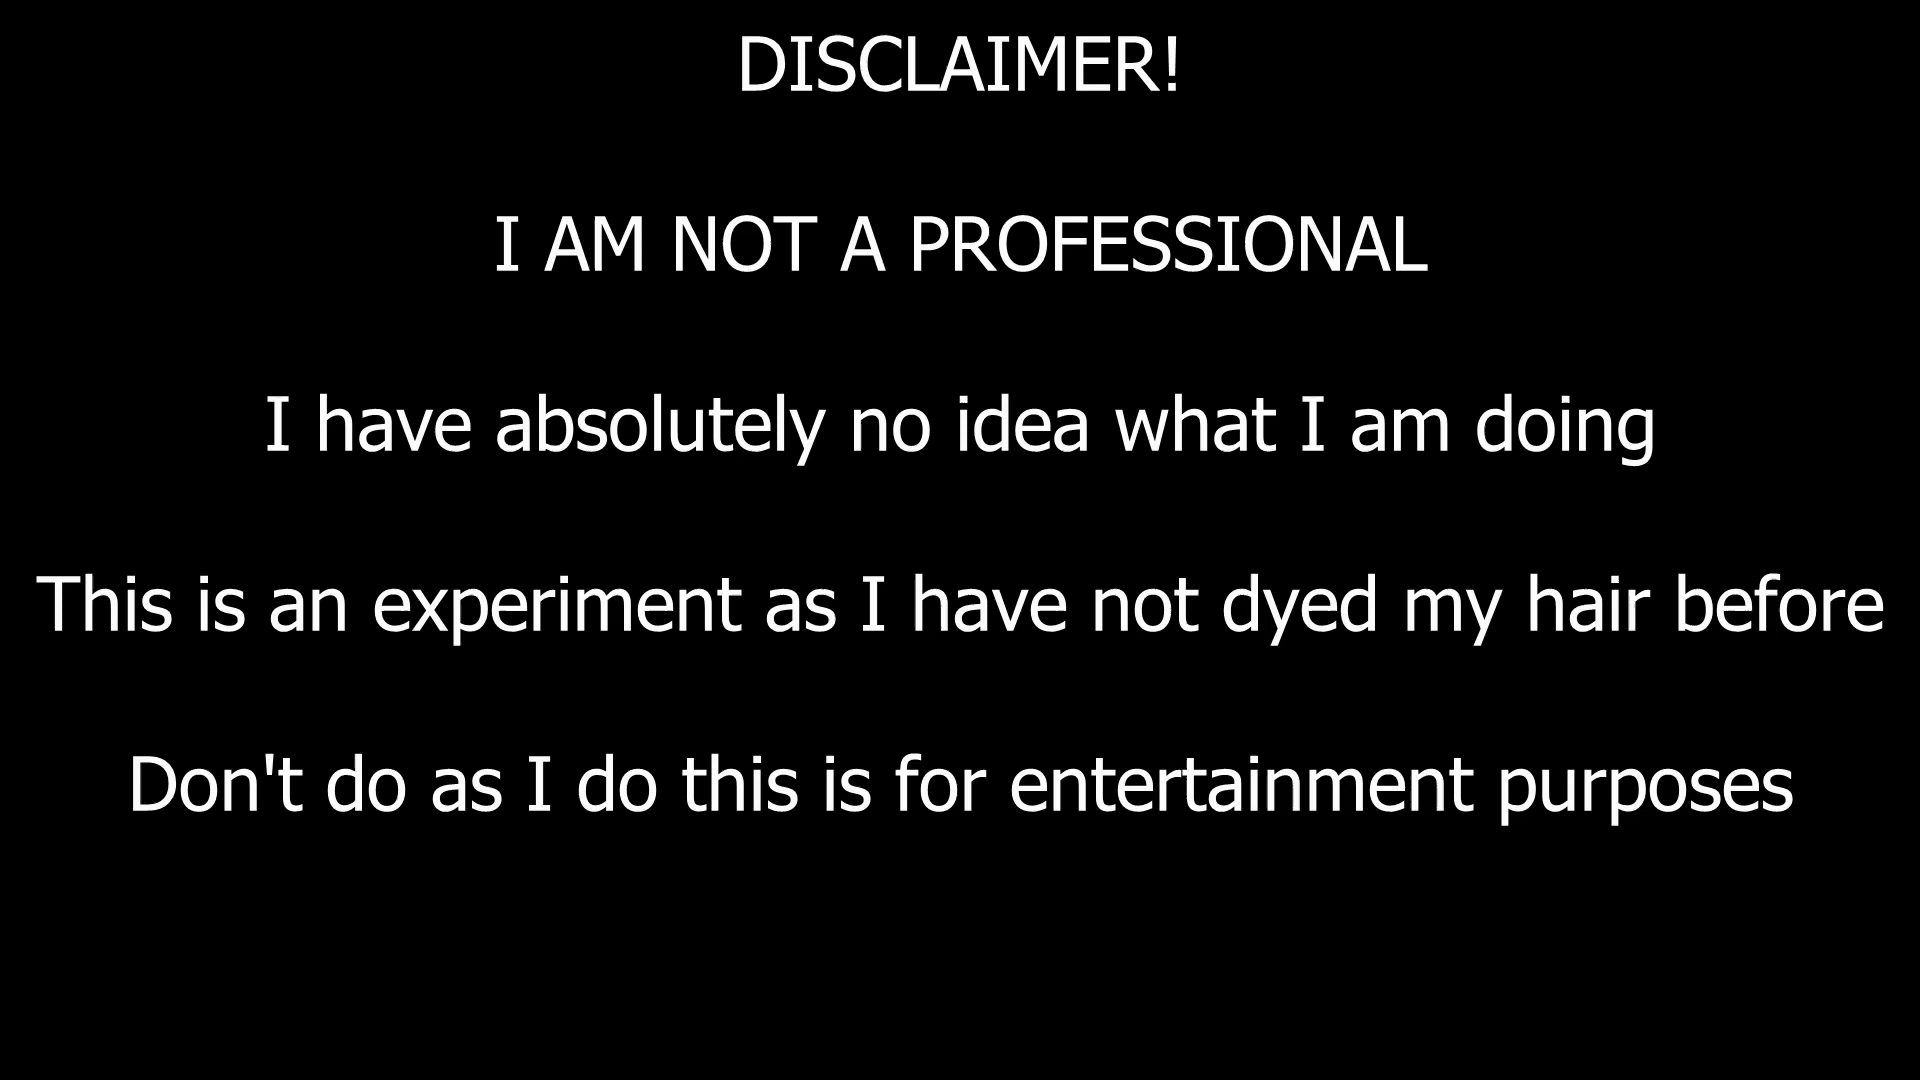 DISCLAIMER!
I AM NOT A PROFESSIONAL
I have absolutely no idea what I am doing
This is an experiment as I have not dyed my hair before
Don't do as I do this is for entertainment purposes